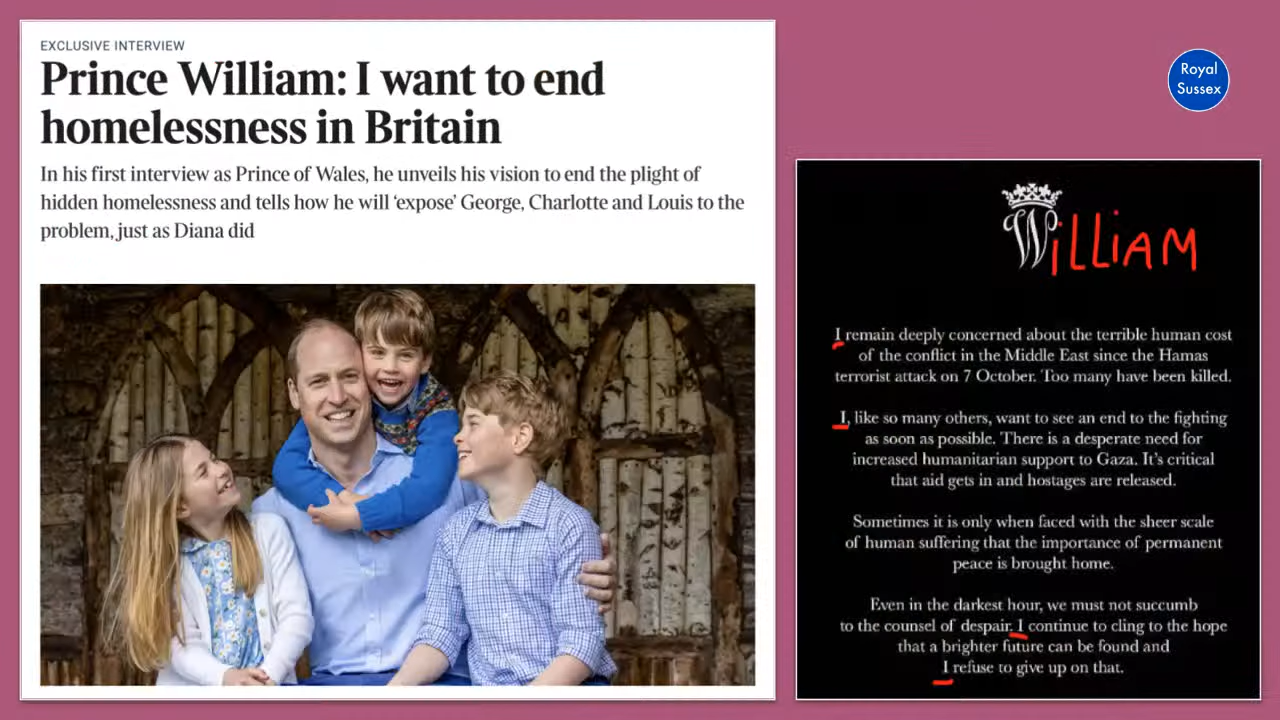 EXCLUSIVE INTERVIEW
Prince William: I want to end
homelessness in Britain
In his first interview as Prince of Wales, he unveils his vision to end the plight of
hidden homelessness and tells how he will ‘expose’ George, Charlotte and Louis to the
problem, just as Diana did
Royal
Sussex
WiLLiAM
I remain deeply concerned about the terrible human cost
of the conflict in the Middle East since the Hamas
terrorist attack on 7 October. Too many have been killed.
I, like so many others, want to see an end to the fighting
as soon as possible. There is a desperate need for
increased humanitarian support to Gaza. It’s critical
that aid gets in and hostages are released.
Sometimes it is only when faced with the sheer scale
of human suffering that the importance of permanent
peace is brought home.
Even in the darkest hour, we must not succumb
to the counsel of despair. I continue to cling to the hope
that a brighter future can be found and
I refuse to give up on that.